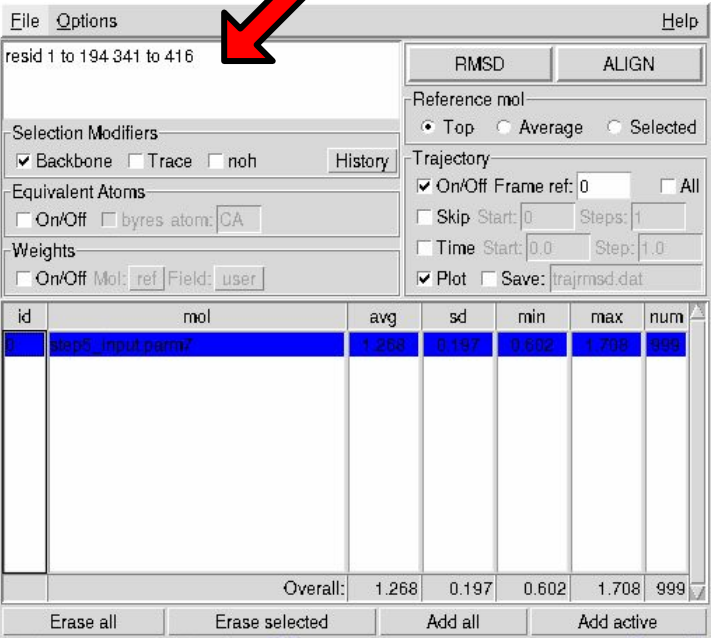 File Options Help
resid 1 to 194 341 to 416
RMSD ALIGN
Reference mol
Top Average Selected
Selection Modifiers
Backbone Trace noh History
Trajectory
On/Off Frame ref: 0 All
Equivalent Atoms
On/Off byres atom: CA
Skip Start: 0 Steps: 1
Time Start: 0.0 Step: 1.0
Weights
On/Off Mol: ref Field: user
Plot Save: trajrmsd.dat
id mol avg sd min max num
0 step5_input.parm7 1.268 0.197 0.602 1.708 999
Overall: 1.268 0.197 0.602 1.708 999
Erase all Erase selected Add all Add active